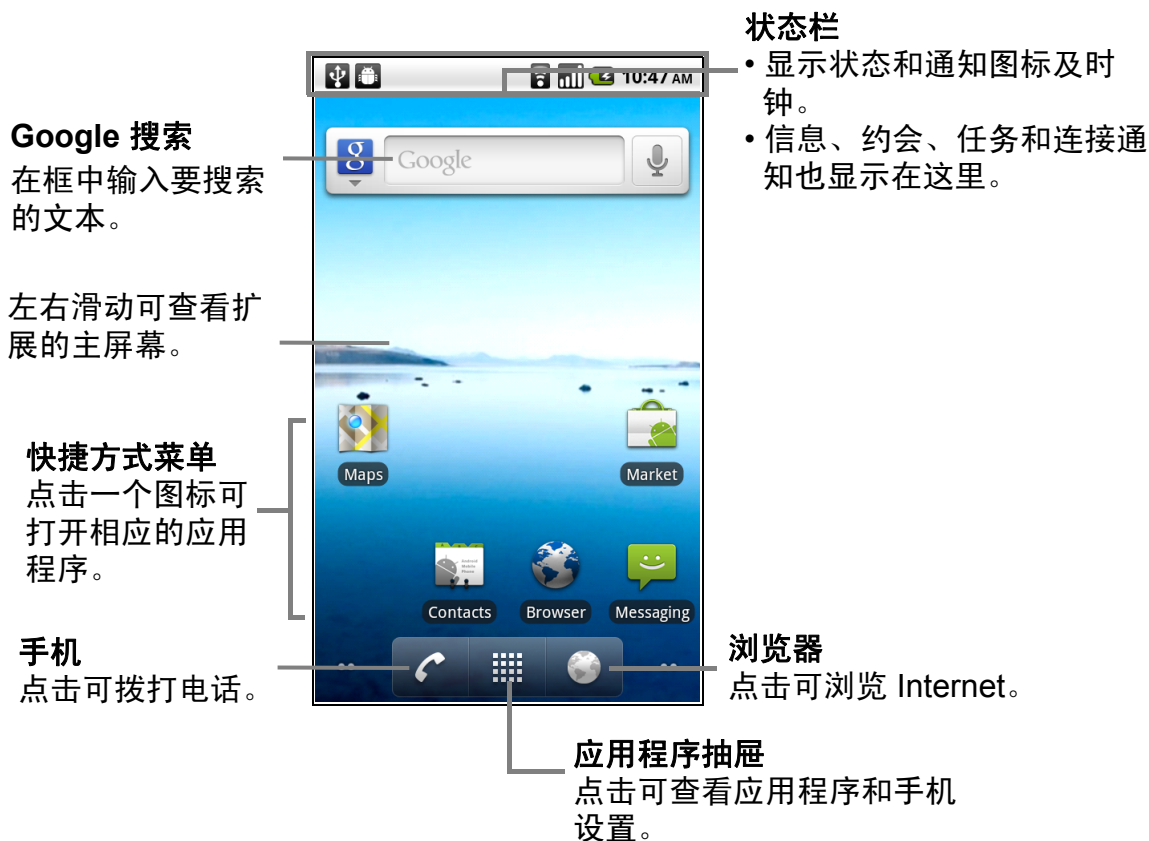 状态栏
• 显示状态和通知图标及时
钟。
• 信息、约会、任务和连接通
知也显示在这里。
10:47 AM
Google 搜索
在框中输入要搜索
的文本。
g
Google
左右滑动可查看扩
展的主屏幕。
快捷方式菜单
点击一个图标可
打开相应的应用
程序。
Maps
Market
Android
Mobile
Phone
Contacts
Browser
Messaging
手机
点击可拨打电话。
浏览器
点击可浏览 Internet。
应用程序抽屉
点击可查看应用程序和手机
设置。